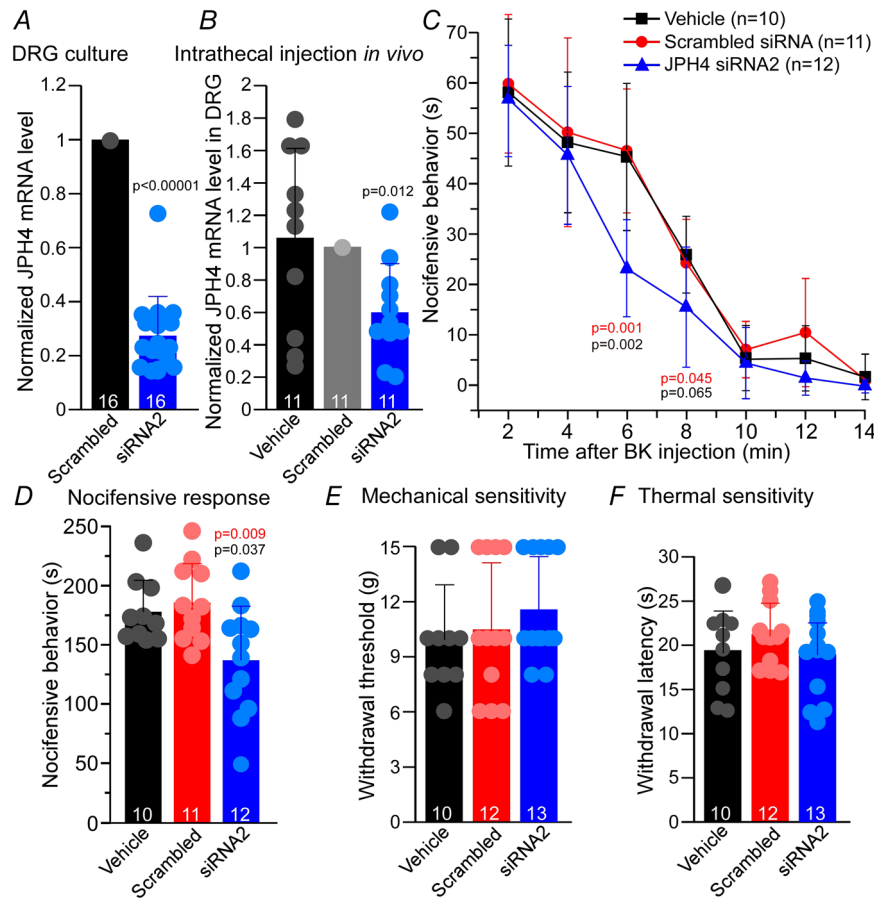 A
DRG culture
Normalized JPH4 mRNA level
1.2
1
0.8
0.6
0.4
0.2
0
p<0.00001
16
16
Scrambled
siRNA2
B
Intrathecal injection in vivo
Normalized JPH4 mRNA level in DRG
2
1.8
1.6
1.4
1.2
1
0.8
0.6
0.4
0.2
0
p=0.012
11
11
11
Vehicle
Scrambled
siRNA2
C
Vehicle (n=10)
Scrambled siRNA (n=11)
JPH4 siRNA2 (n=12)
Nocifensive behavior (s)
70
60
50
40
30
20
10
0
p=0.001
p=0.002
p=0.045
p=0.065
2
4
6
8
10
12
14
Time after BK injection (min)
D
Nocifensive response
Nocifensive behavior (s)
250
200
150
100
50
0
p=0.009
p=0.037
10
11
12
Vehicle
Scrambled
siRNA2
E
Mechanical sensitivity
Withdrawal threshold (g)
15
12
9
6
3
0
10
12
13
Vehicle
Scrambled
siRNA2
F
Thermal sensitivity
Withdrawal latency (s)
30
25
20
15
10
5
0
10
12
13
Vehicle
Scrambled
siRNA2